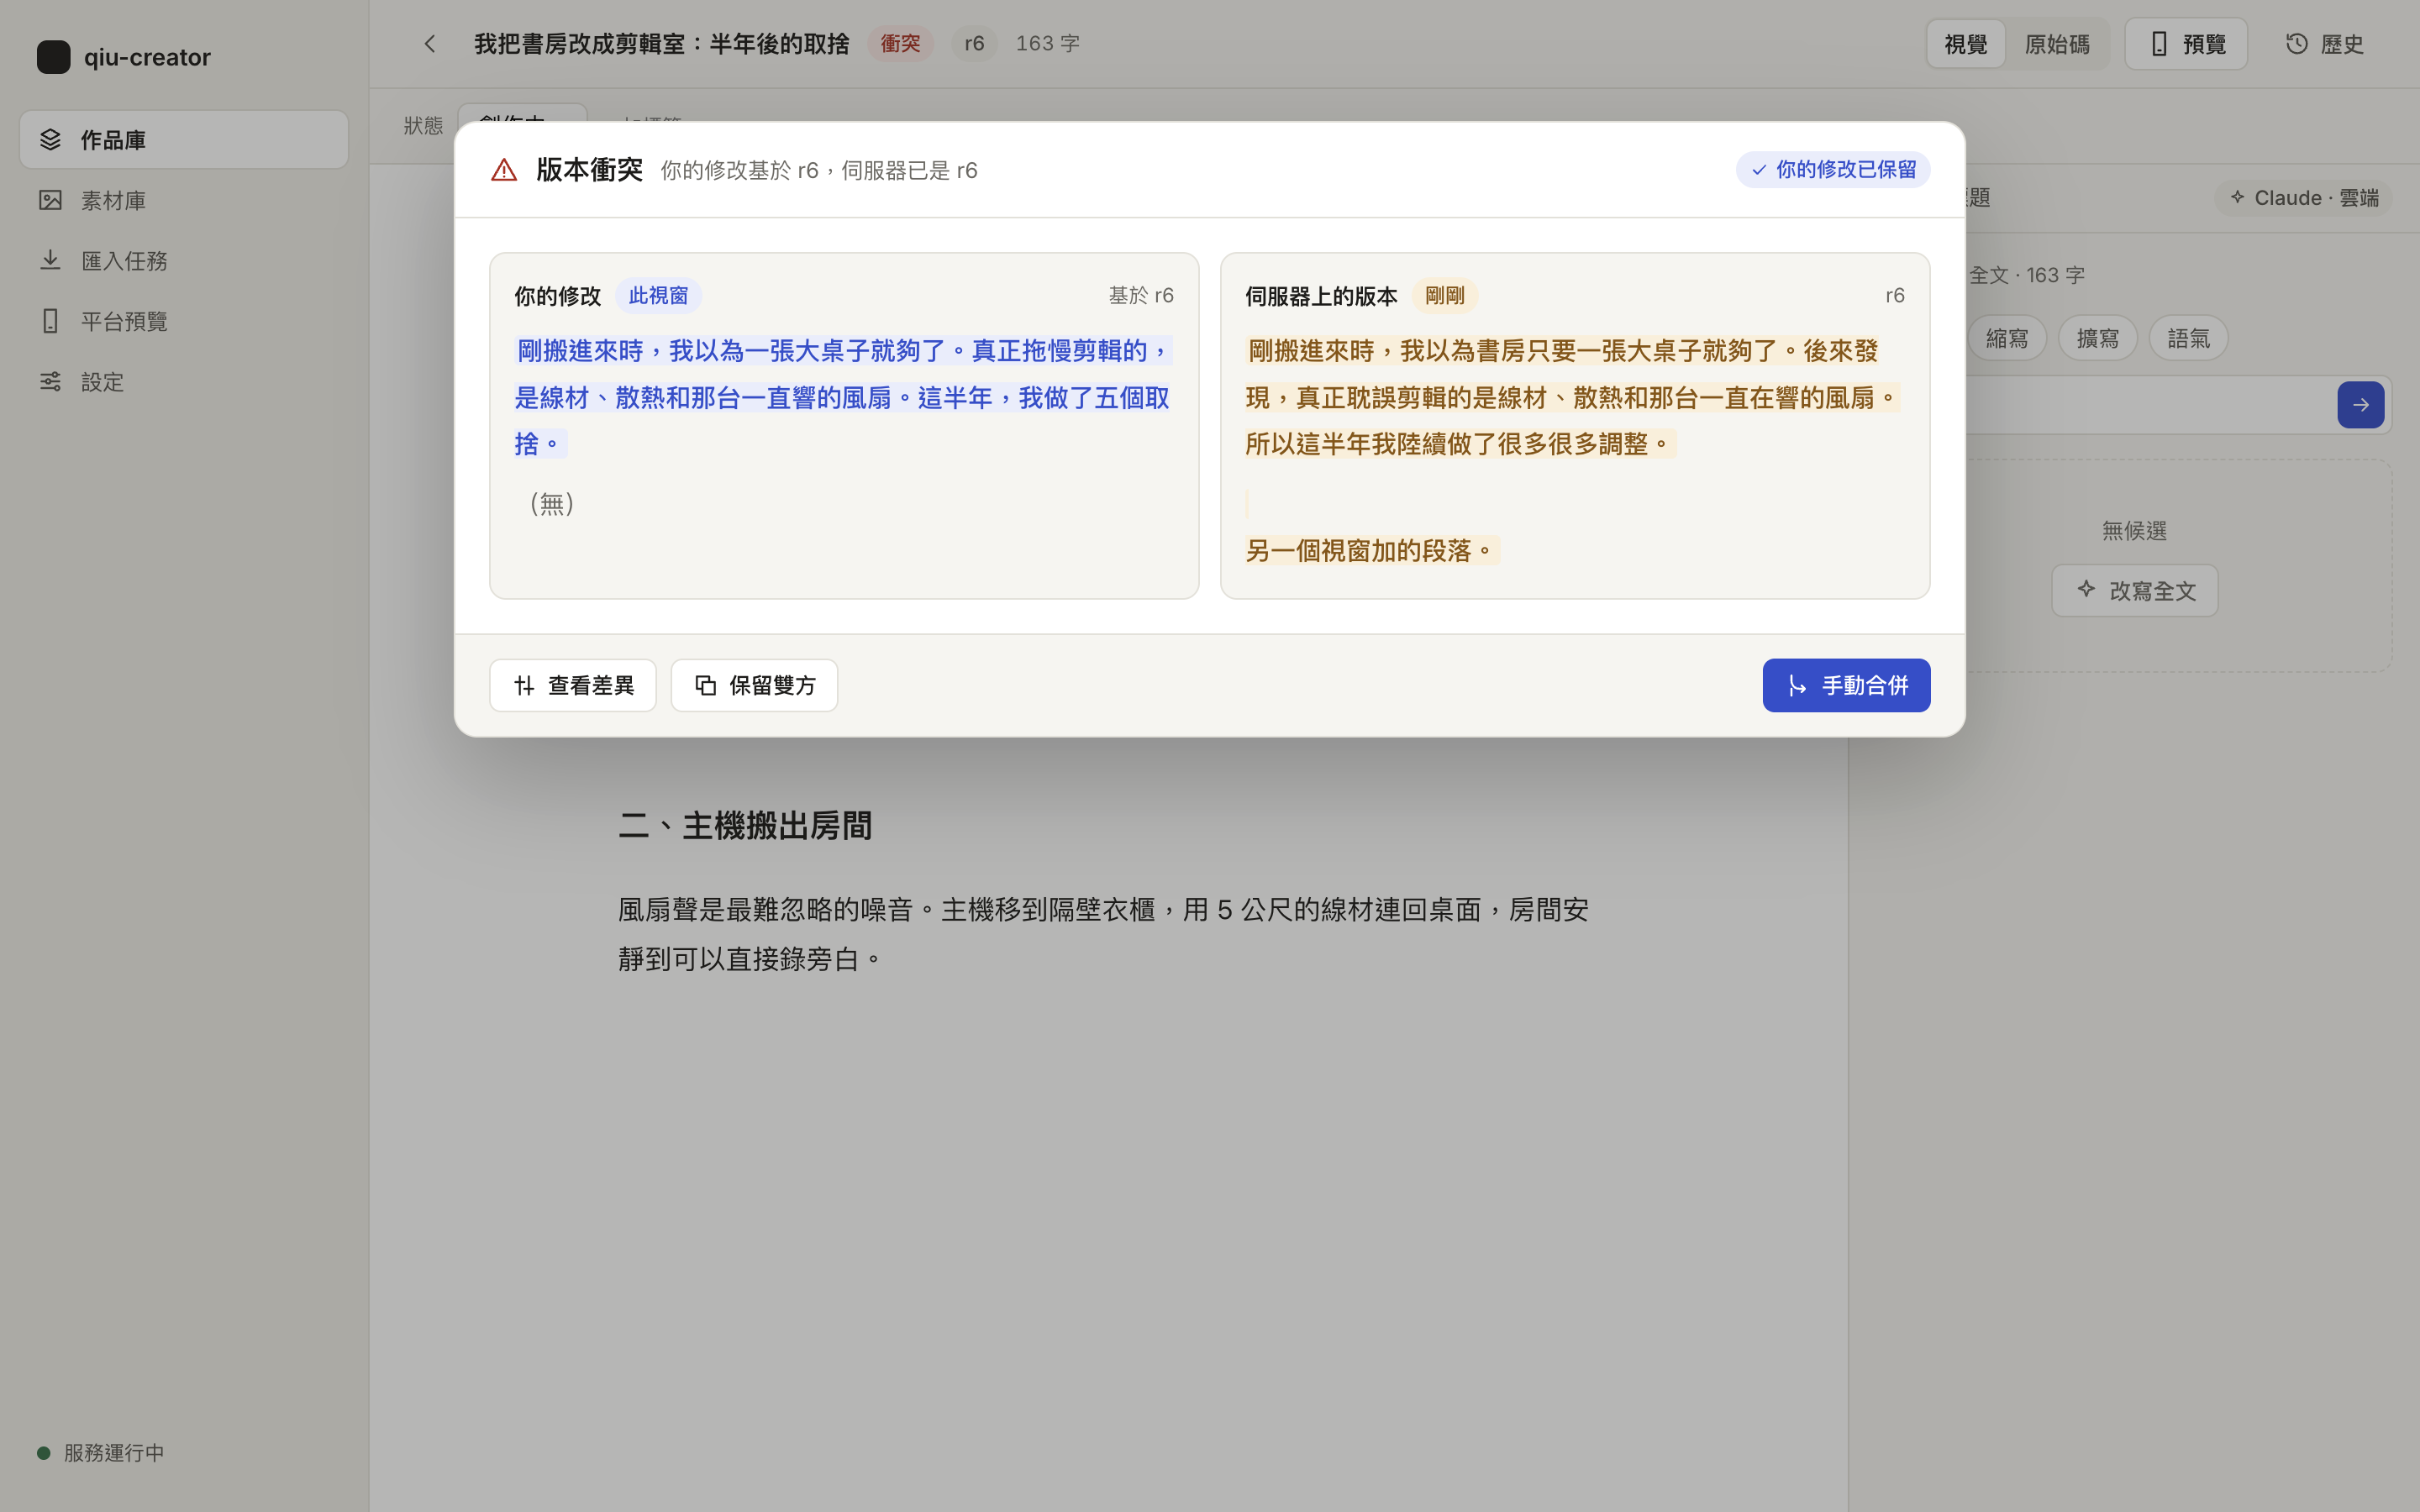 qiu-creator
作品庫
素材庫
匯入任務
平台預覽
設定
服務運行中
我把書房改成剪輯室：半年後的取捨
衝突
r6
163 字
視覺
原始碼
預覽
歷史
狀態
版本衝突
你的修改基於 r6，伺服器已是 r6
你的修改已保留
你的修改
此視窗
基於 r6
剛搬進來時，我以為一張大桌子就夠了。真正拖慢剪輯的，
是線材、散熱和那台一直響的風扇。這半年，我做了五個取
捨。
（無）
伺服器上的版本
剛剛
r6
剛搬進來時，我以為書房只要一張大桌子就夠了。後來發
現，真正耽誤剪輯的是線材、散熱和那台一直在響的風扇。
所以這半年我陸續做了很多很多調整。
另一個視窗加的段落。
查看差異
保留雙方
手動合併
二、主機搬出房間
風扇聲是最難忽略的噪音。主機移到隔壁衣櫃，用 5 公尺的線材連回桌面，房間安
靜到可以直接錄旁白。
題
Claude · 雲端
全文 · 163 字
縮寫
擴寫
語氣
無候選
改寫全文